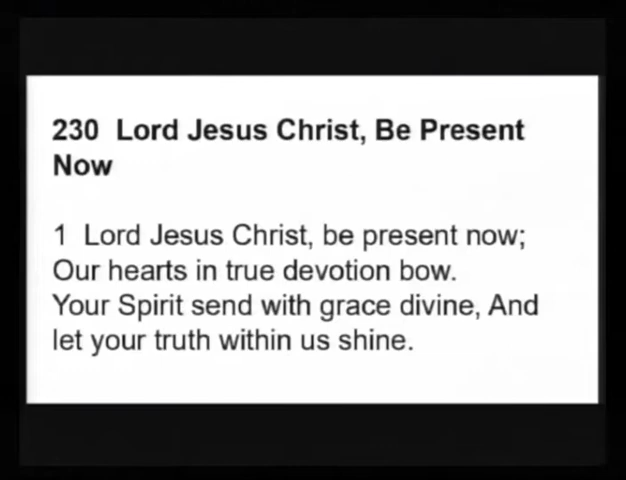 230  Lord Jesus Christ, Be Present
Now
1  Lord Jesus Christ, be present now;
Our hearts in true devotion bow.
Your Spirit send with grace divine, And
let your truth within us shine.